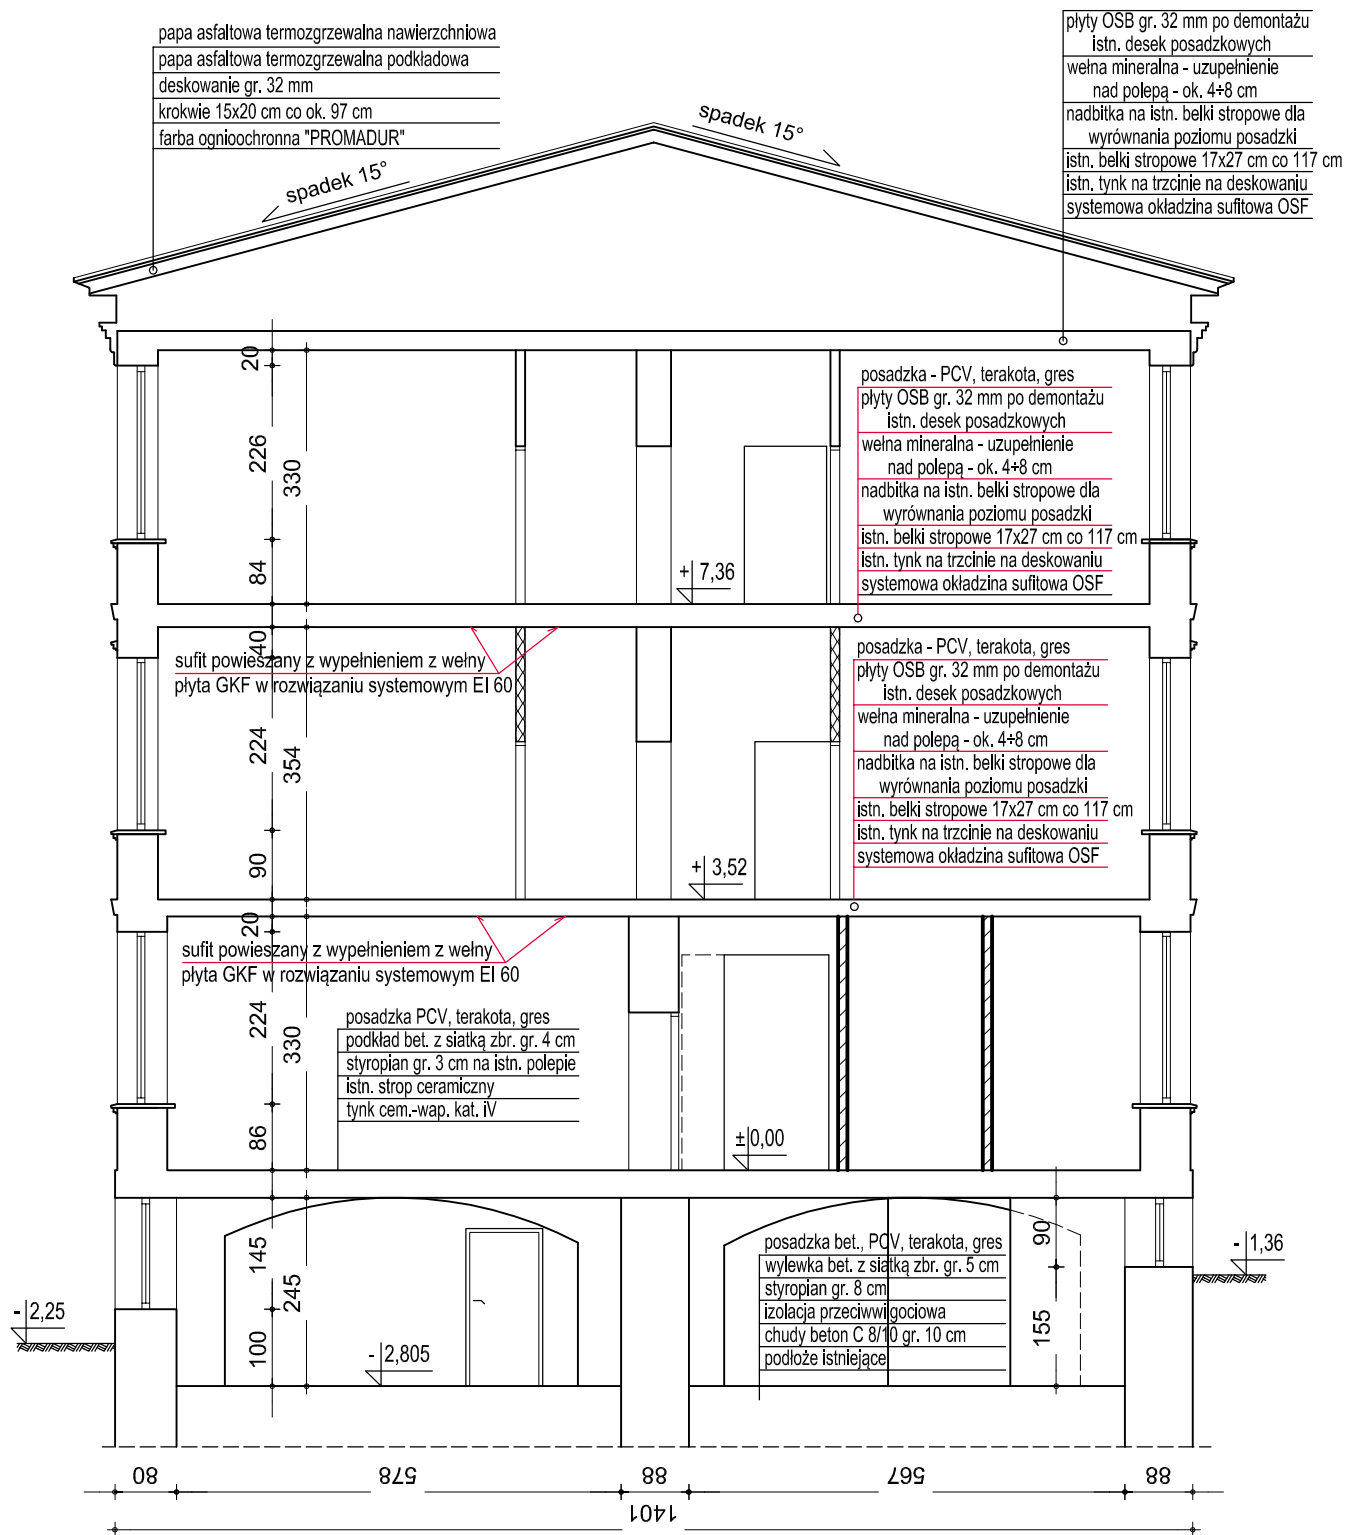 papa asfaltowa termozgrzewalna nawierzchniowa
papa asfaltowa termozgrzewalna podkładowa
deskowanie gr. 32 mm
krokwie 15x20 cm co ok. 97 cm
farba ognioochronna "PROMADUR"
płyty OSB gr. 32 mm po demontażu
istn. desek posadzkowych
wełna mineralna - uzupełnienie
nad polepą - ok. 4÷8 cm
nadbitka na istn. belki stropowe dla
wyrównania poziomu posadzki
istn. belki stropowe 17x27 cm co 117 cm
istn. tynk na trzcinie na deskowaniu
systemowa okładzina sufitowa OSF
spadek 15°
spadek 15°
20
226
330
84
posadzka - PCV, terakota, gres
płyty OSB gr. 32 mm po demontażu
istn. desek posadzkowych
wełna mineralna - uzupełnienie
nad polepą - ok. 4÷8 cm
nadbitka na istn. belki stropowe dla
wyrównania poziomu posadzki
istn. belki stropowe 17x27 cm co 117 cm
istn. tynk na trzcinie na deskowaniu
systemowa okładzina sufitowa OSF
+ 7,36
40
sufit powieszany z wypełnieniem z wełny
płyta GKF w rozwiązaniu systemowym EI 60
224
354
90
posadzka - PCV, terakota, gres
płyty OSB gr. 32 mm po demontażu
istn. desek posadzkowych
wełna mineralna - uzupełnienie
nad polepą - ok. 4÷8 cm
nadbitka na istn. belki stropowe dla
wyrównania poziomu posadzki
istn. belki stropowe 17x27 cm co 117 cm
istn. tynk na trzcinie na deskowaniu
systemowa okładzina sufitowa OSF
+ 3,52
20
sufit powieszany z wypełnieniem z wełny
płyta GKF w rozwiązaniu systemowym EI 60
224
330
86
posadzka PCV, terakota, gres
podkład bet. z siatką zbr. gr. 4 cm
styropian gr. 3 cm na istn. polepie
istn. strop ceramiczny
tynk cem.-wap. kat. iV
±0,00
145
245
100
posadzka bet., PCV, terakota, gres
wylewka bet. z siatką zbr. gr. 5 cm
styropian gr. 8 cm
izolacja przeciwwigociowa
chudy beton C 8/10 gr. 10 cm
podłoże istniejące
90
155
- 1,36
- 2,25
- 2,805
80
578
88
567
88
1401